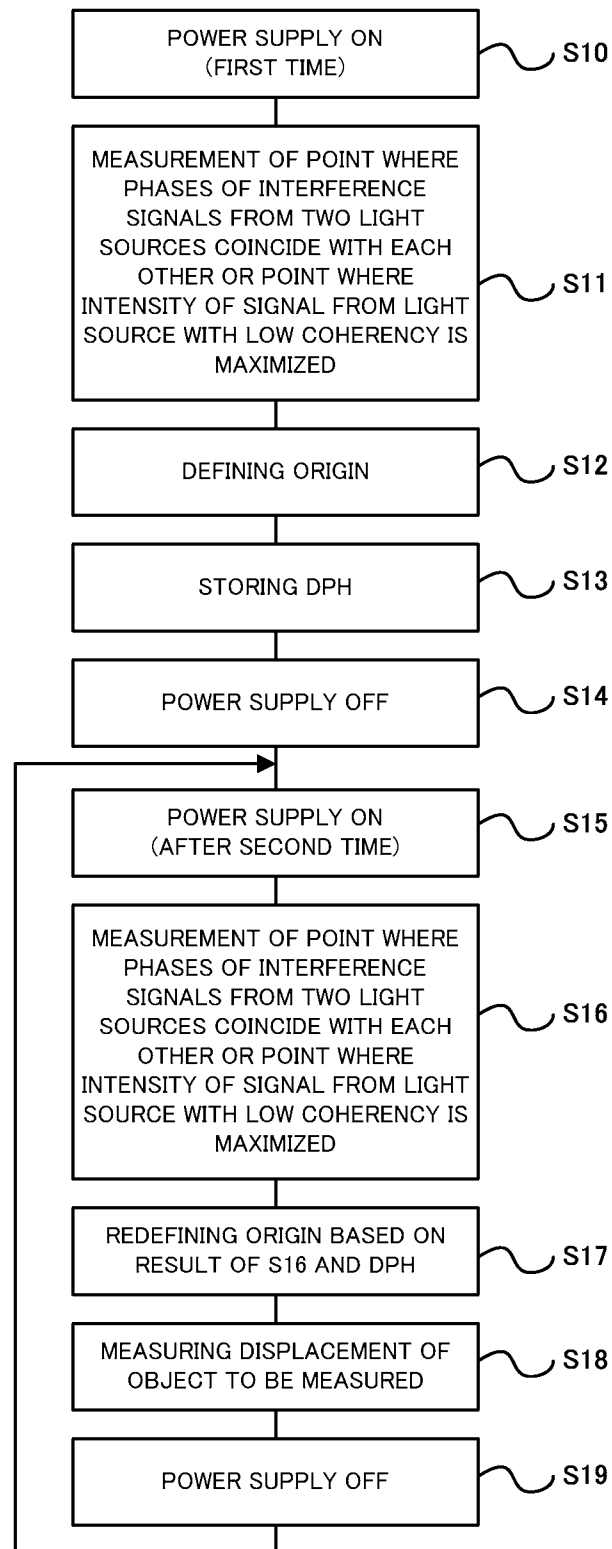 POWER SUPPLY ON
(FIRST TIME)
S10
MEASUREMENT OF POINT WHERE
PHASES OF INTERFERENCE
SIGNALS FROM TWO LIGHT
SOURCES COINCIDE WITH EACH
OTHER OR POINT WHERE
INTENSITY OF SIGNAL FROM LIGHT
SOURCE WITH LOW COHERENCY IS
MAXIMIZED
S11
DEFINING ORIGIN
S12
STORING DPH
S13
POWER SUPPLY OFF
S14
POWER SUPPLY ON
(AFTER SECOND TIME)
S15
MEASUREMENT OF POINT WHERE
PHASES OF INTERFERENCE
SIGNALS FROM TWO LIGHT
SOURCES COINCIDE WITH EACH
OTHER OR POINT WHERE
INTENSITY OF SIGNAL FROM LIGHT
SOURCE WITH LOW COHERENCY IS
MAXIMIZED
S16
REDEFINING ORIGIN BASED ON
RESULT OF S16 AND DPH
S17
MEASURING DISPLACEMENT OF
OBJECT TO BE MEASURED
S18
POWER SUPPLY OFF
S19